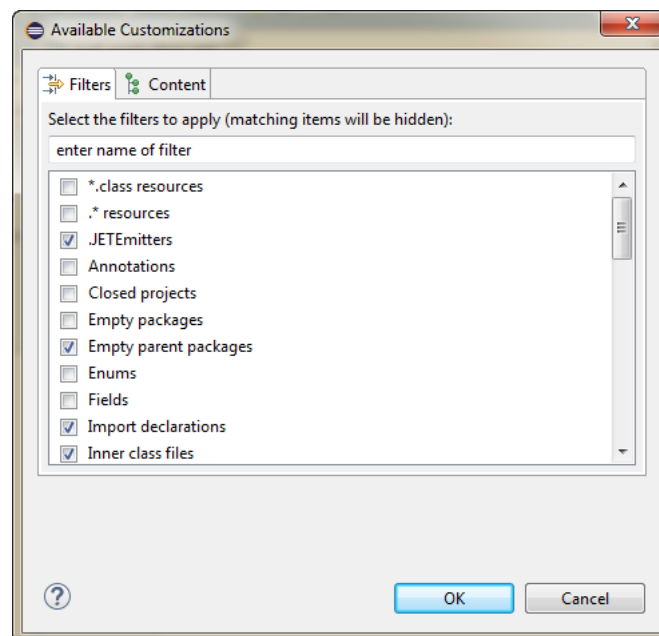 Available Customizations
Filters
Content
Select the filters to apply (matching items will be hidden):
enter name of filter
*.class resources
.* resources
.JETEmitters
Annotations
Closed projects
Empty packages
Empty parent packages
Enums
Fields
Import declarations
Inner class files
OK
Cancel